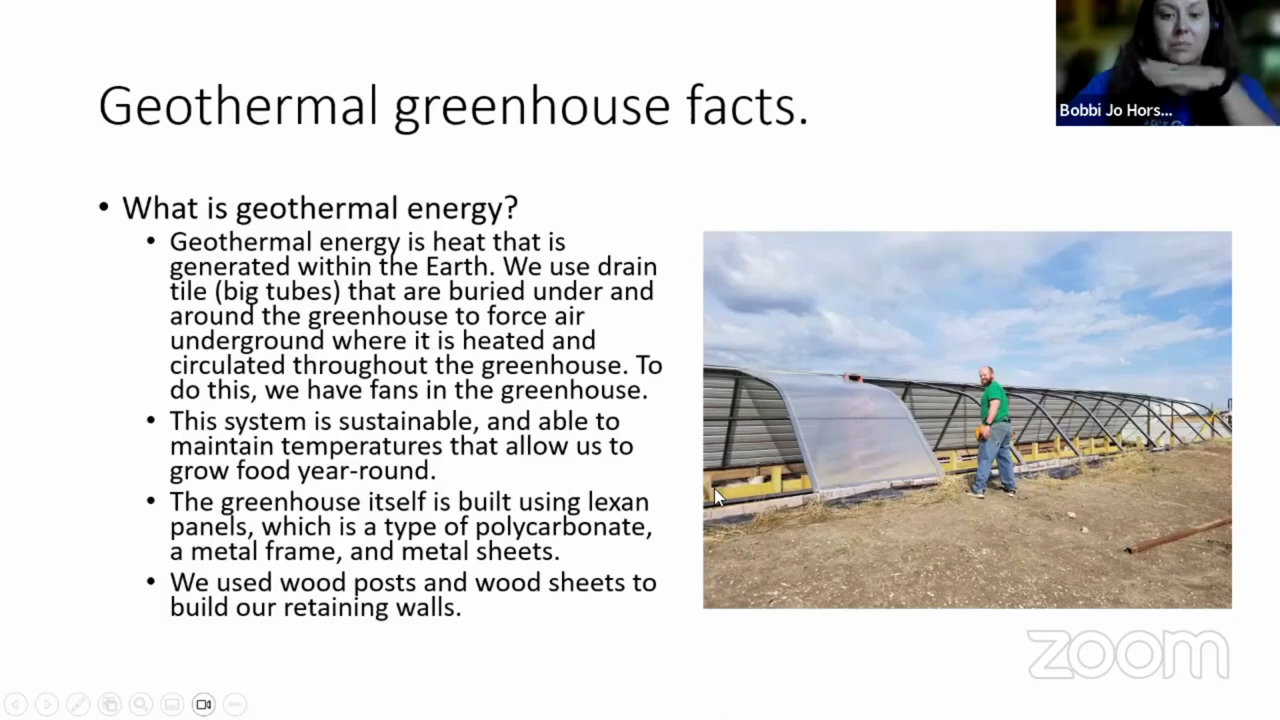 Geothermal greenhouse facts.
Bobbi Jo Hors...
• What is geothermal energy?
• Geothermal energy is heat that is
generated within the Earth. We use drain
tile (big tubes) that are buried under and
around the greenhouse to force air
underground where it is heated and
circulated throughout the greenhouse. To
do this, we have fans in the greenhouse.
• This system is sustainable, and able to
maintain temperatures that allow us to
grow food year-round.
• The greenhouse itself is built using lexan
panels, which is a type of polycarbonate,
a metal frame, and metal sheets.
• We used wood posts and wood sheets to
build our retaining walls.
zoom